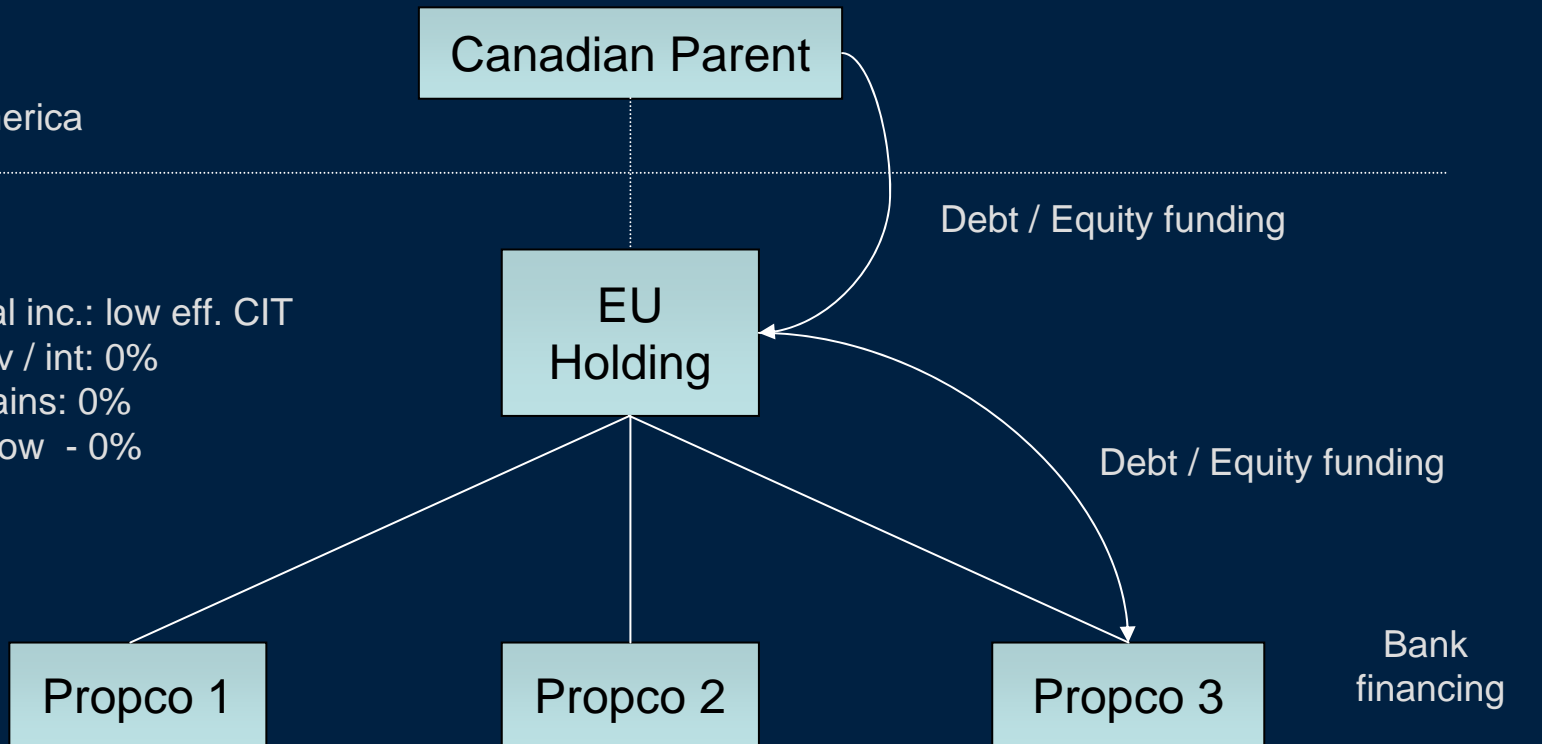 Canadian Parent
erica
Debt / Equity funding
EU
Holding
al inc.: low eff. CIT
v / int: 0%
ains: 0%
ow - 0%
Debt / Equity funding
Bank
financing
Propco 1
Propco 2
Propco 3